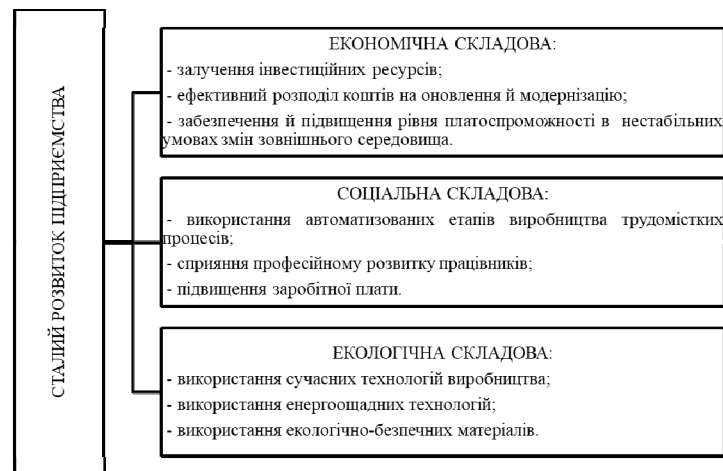 СТАЛИЙ РОЗВИТОК ПІДПРИЄМСТВА
ЕКОНОМІЧНА СКЛАДОВА:
- залучення інвестиційних ресурсів;
- ефективний розподіл коштів на оновлення й модернізацію;
- забезпечення й підвищення рівня платоспроможності в нестабільних
умовах змін зовнішнього середовища.
СОЦІАЛЬНА СКЛАДОВА:
- використання автоматизованих етапів виробництва трудомістких
процесів;
- сприяння професійному розвитку працівників;
- підвищення заробітної плати.
ЕКОЛОГІЧНА СКЛАДОВА:
- використання сучасних технологій виробництва;
- використання енергоощадних технологій;
- використання екологічно-безпечних матеріалів.